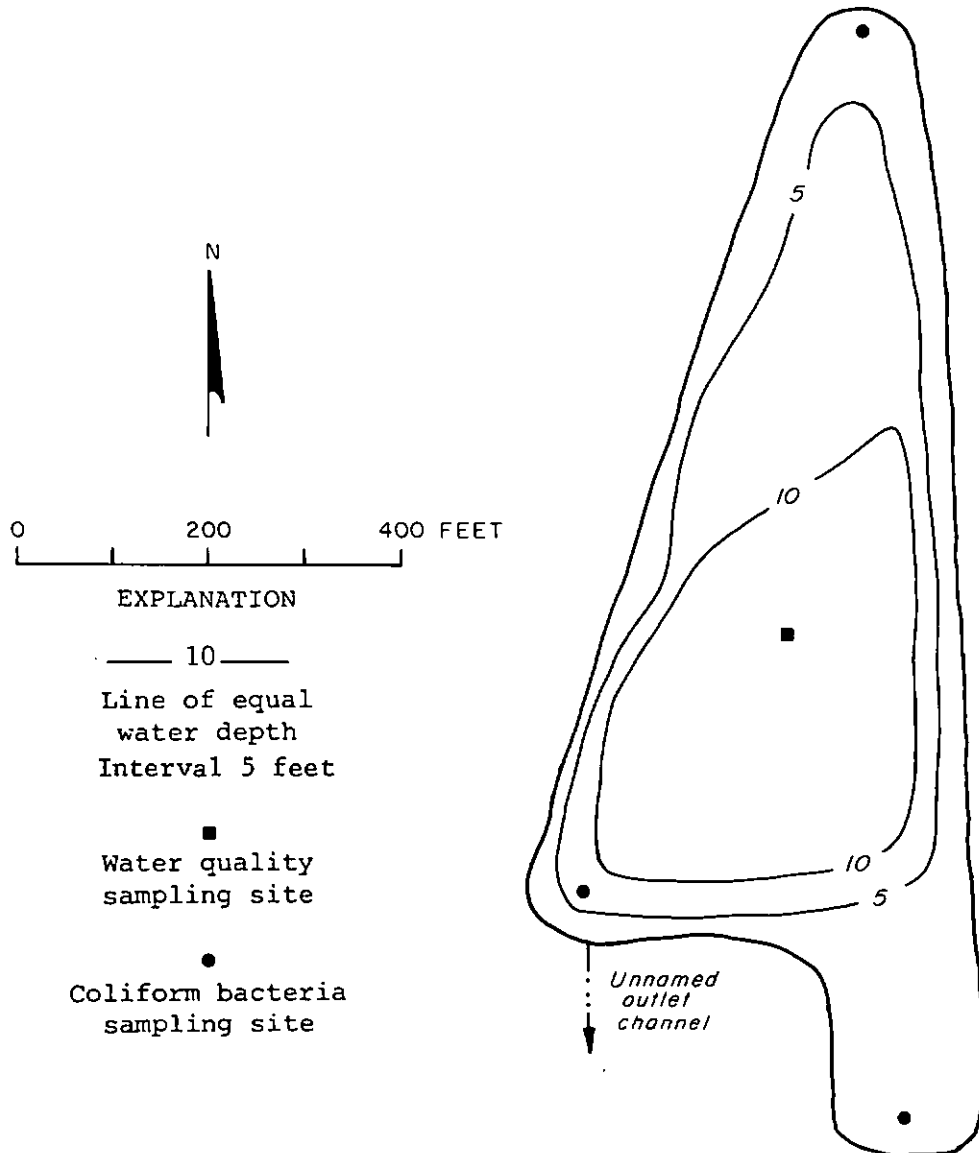 N
0 200 400 FEET
EXPLANATION
10
Line of equal
water depth
Interval 5 feet
Water quality
sampling site
Coliform bacteria
sampling site
5
10
10
5
Unnamed
outlet
channel